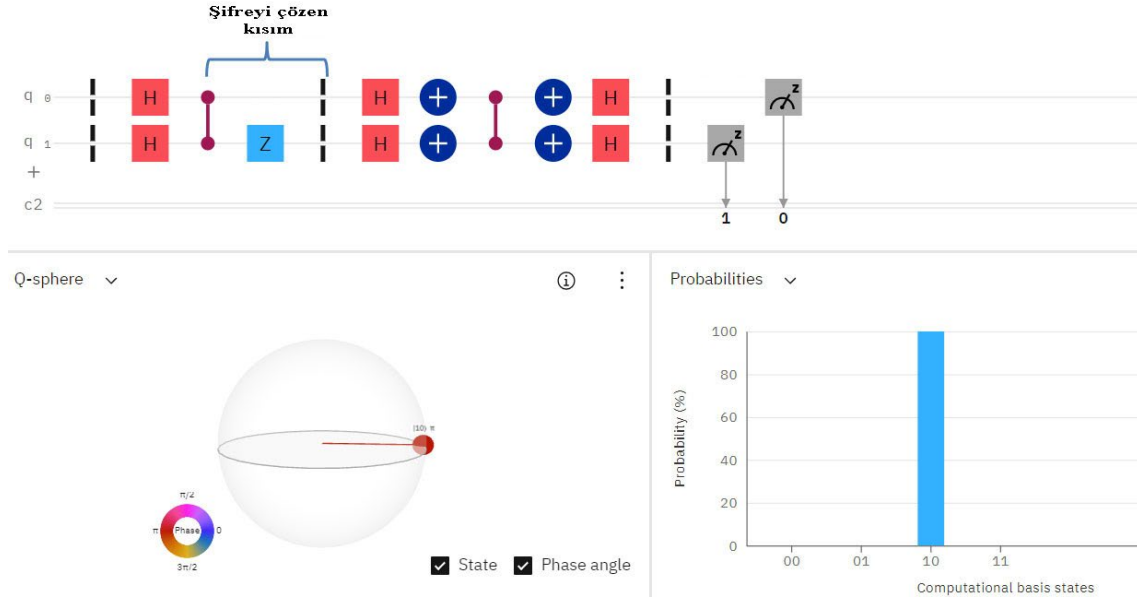 Şifreyi çözen
kısım
q 0
H
H
H
z
q 1
H
Z
H
H
z
+
c2
1 0
Q-sphere
Probabilities
|10⟩ π
π/2
π
Phase
0
3π/2
State
Phase angle
Probability (%)
100
80
60
40
20
0
00 01 10 11
Computational basis states